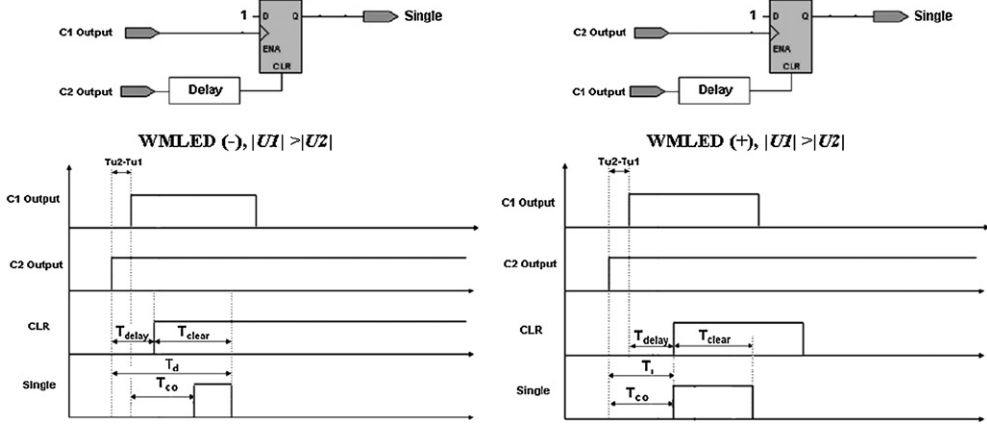 1 D Q Single
C1 Output
ENA
CLR
C2 Output Delay
WMLED (-), |U1| >|U2|
Tu2-Tu1
C1 Output
C2 Output
CLR
Tdelay Tclear
Td
Single
Tco
1 D Q Single
C2 Output
ENA
CLR
C1 Output Delay
WMLED (+), |U1| >|U2|
Tu2-Tu1
C1 Output
C2 Output
CLR
Tdelay Tclear
Single
Tco